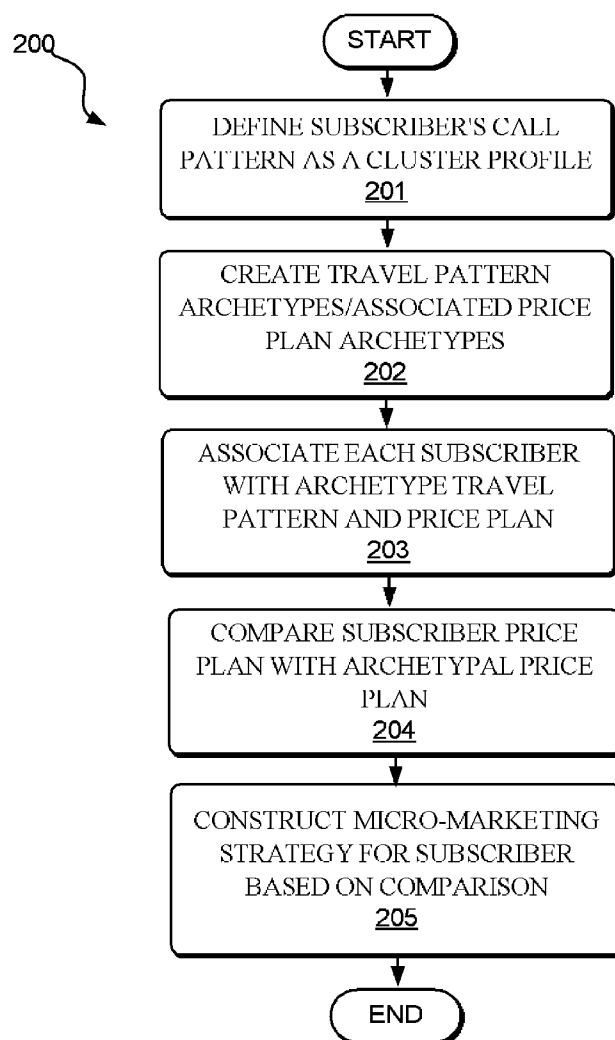 200
START
DEFINE SUBSCRIBER'S CALL
PATTERN AS A CLUSTER PROFILE
201
CREATE TRAVEL PATTERN
ARCHETYPES/ASSOCIATED PRICE
PLAN ARCHETYPES
202
ASSOCIATE EACH SUBSCRIBER
WITH ARCHETYPE TRAVEL
PATTERN AND PRICE PLAN
203
COMPARE SUBSCRIBER PRICE
PLAN WITH ARCHETYPAL PRICE
PLAN
204
CONSTRUCT MICRO-MARKETING
STRATEGY FOR SUBSCRIBER
BASED ON COMPARISON
205
END